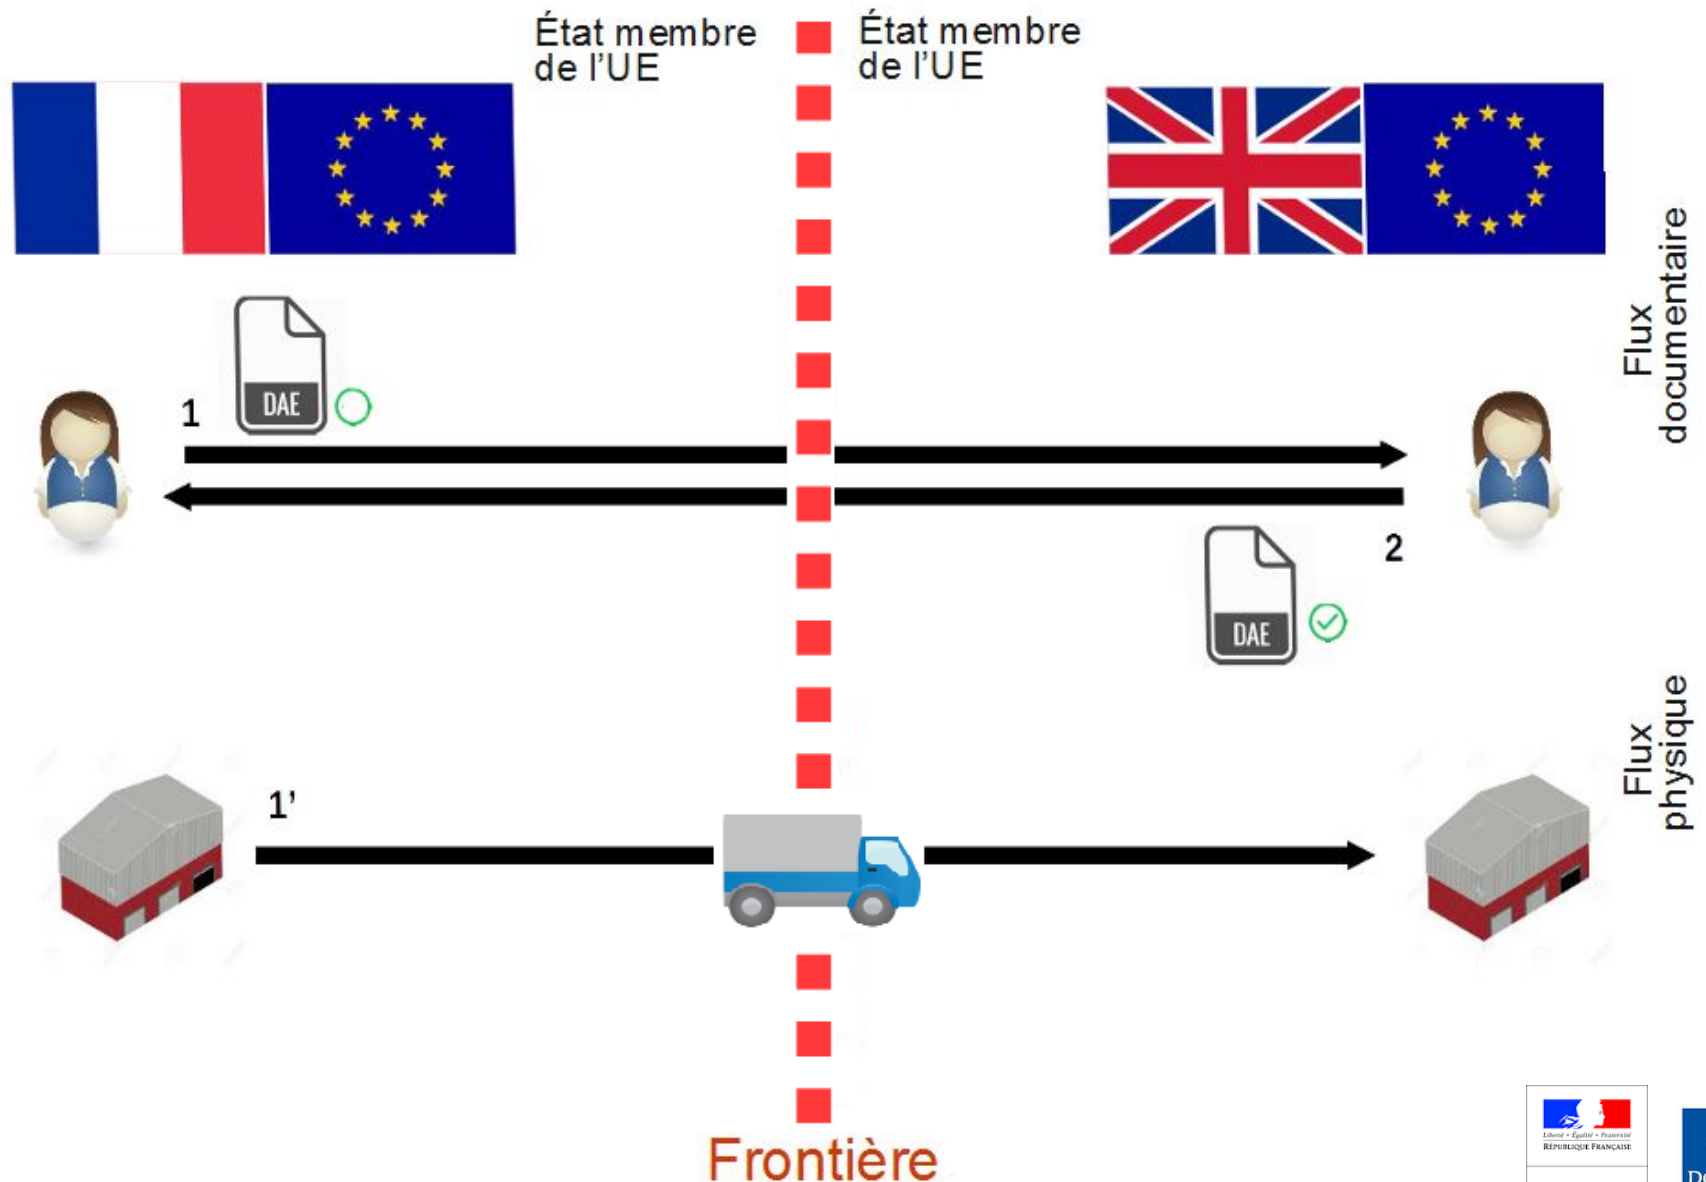 État membre
de l'UE
État membre
de l'UE
Flux
documentaire
1
DAE
2
DAE
Flux
physique
1'
Liberté • Égalité • Fraternité
RÉPUBLIQUE FRANÇAISE
Frontière